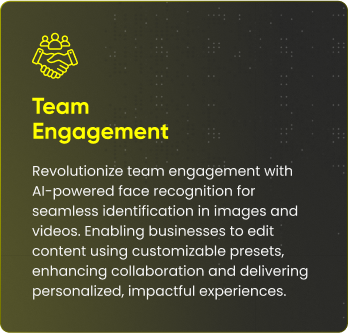 Team
Engagement
Revolutionize team engagement with
AI-powered face recognition for
seamless identification in images and
videos. Enabling businesses to edit
content using customizable presets,
enhancing collaboration and delivering
personalized, impactful experiences.